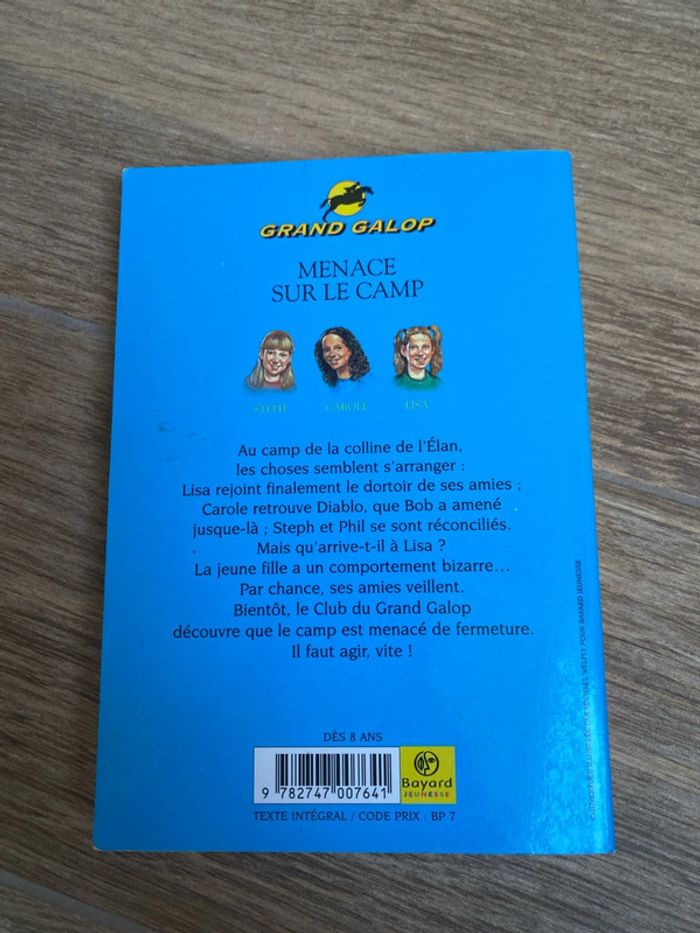 GRAND GALOP
MENACE
SUR LE CAMP
STEPH CAROLE LISA
Au camp de la colline de l'Élan,
les choses semblent s'arranger :
Lisa rejoint finalement le dortoir de ses amies ;
Carole retrouve Diablo, que Bob a amené
jusque-là ; Steph et Phil se sont réconciliés.
Mais qu'arrive-t-il à Lisa ?
La jeune fille a un comportement bizarre...
Par chance, ses amies veillent.
Bientôt, le Club du Grand Galop
découvre que le camp est menacé de fermeture.
Il faut agir, vite !
DÈS 8 ANS
9 782747 007641
Bayard
JEUNESSE
TEXTE INTÉGRAL / CODE PRIX : BP 7
POUR BAYARD JEUNESSE